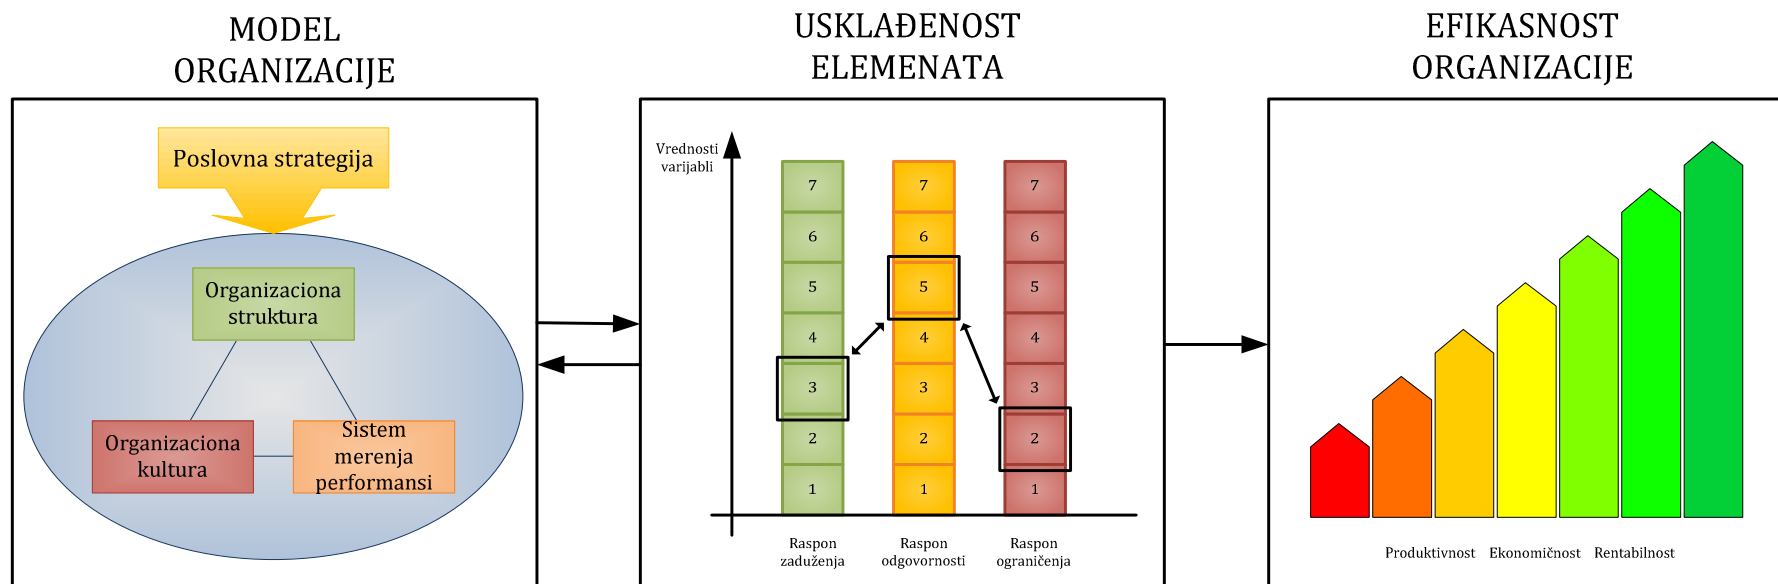 MODEL
ORGANIZACIJE
Poslovna strategija
Organizaciona
struktura
Organizaciona
kultura
Sistem
merenja
performansi
USKLAĐENOST
ELEMENATA
Vrednosti
varijabli
7 7 7
6 6 6
5 5 5
4 4 4
3 3 3
2 2 2
1 1 1
Raspon
zaduženja
Raspon
odgovornosti
Raspon
ograničenja
EFIKASNOST
ORGANIZACIJE
Produktivnost Ekonomičnost Rentabilnost